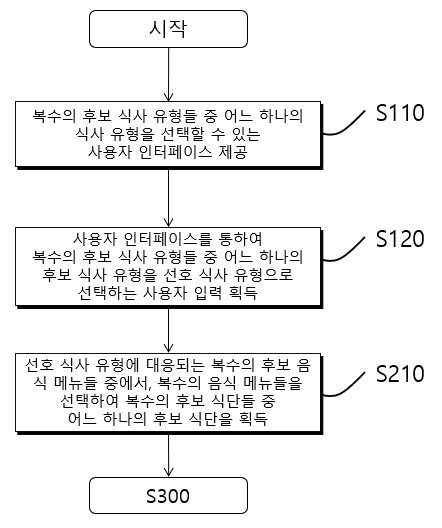 시작
복수의 후보 식사 유형들 중 어느 하나의
식사 유형을 선택할 수 있는
사용자 인터페이스 제공
S110
사용자 인터페이스를 통하여
복수의 후보 식사 유형들 중 어느 하나의
후보 식사 유형을 선호 식사 유형으로
선택하는 사용자 입력 획득
S120
선호 식사 유형에 대응되는 복수의 후보 음
식 메뉴들 중에서, 복수의 음식 메뉴들을
선택하여 복수의 후보 식단들 중
어느 하나의 후보 식단을 획득
S210
S300